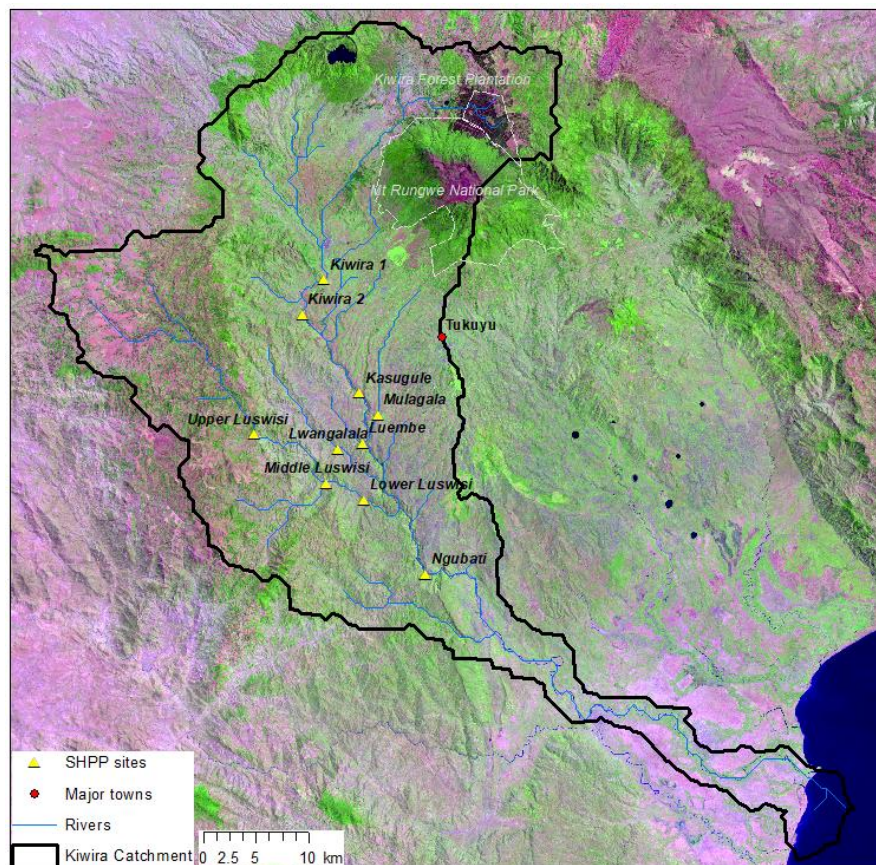 Kiwira Forest Plantation
Mt Rungwe National Park
Kiwira 1
Kiwira 2
Tukuyu
Kasugule
Mulagala
Upper Luswisi
Luembe
Lwangalala
Middle Luswisi
Lower Luswisi
Ngubati
SHPP sites
Major towns
Rivers
Kiwira Catchment
0 2.5 5 10 km